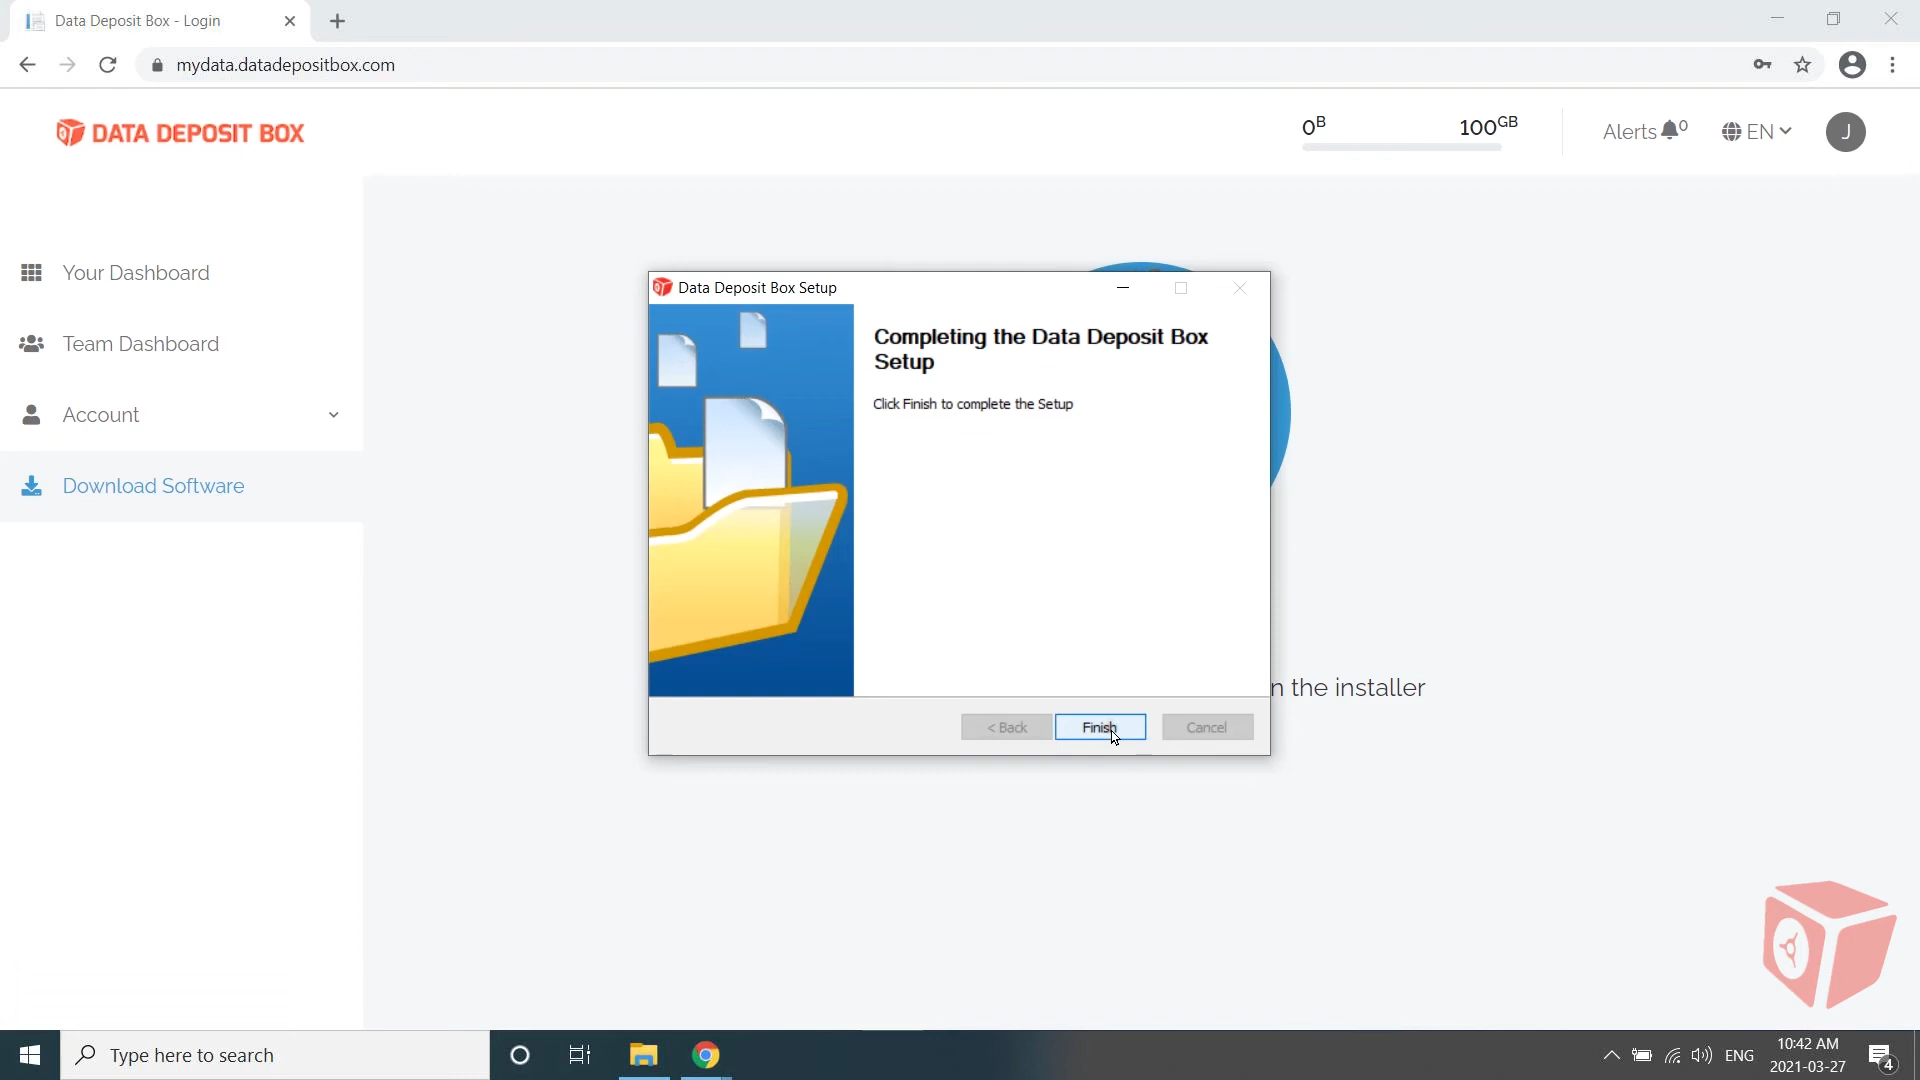 Data Deposit Box - Login
mydata.datadepositbox.com
DATA DEPOSIT BOX
0B
100GB
Alerts 0
EN
J
Your Dashboard
Team Dashboard
Account
Download Software
Data Deposit Box Setup
Completing the Data Deposit Box
Setup
Click Finish to complete the Setup
the installer
< Back
Finish
Cancel
Type here to search
ENG
10:42 AM
2021-03-27
4